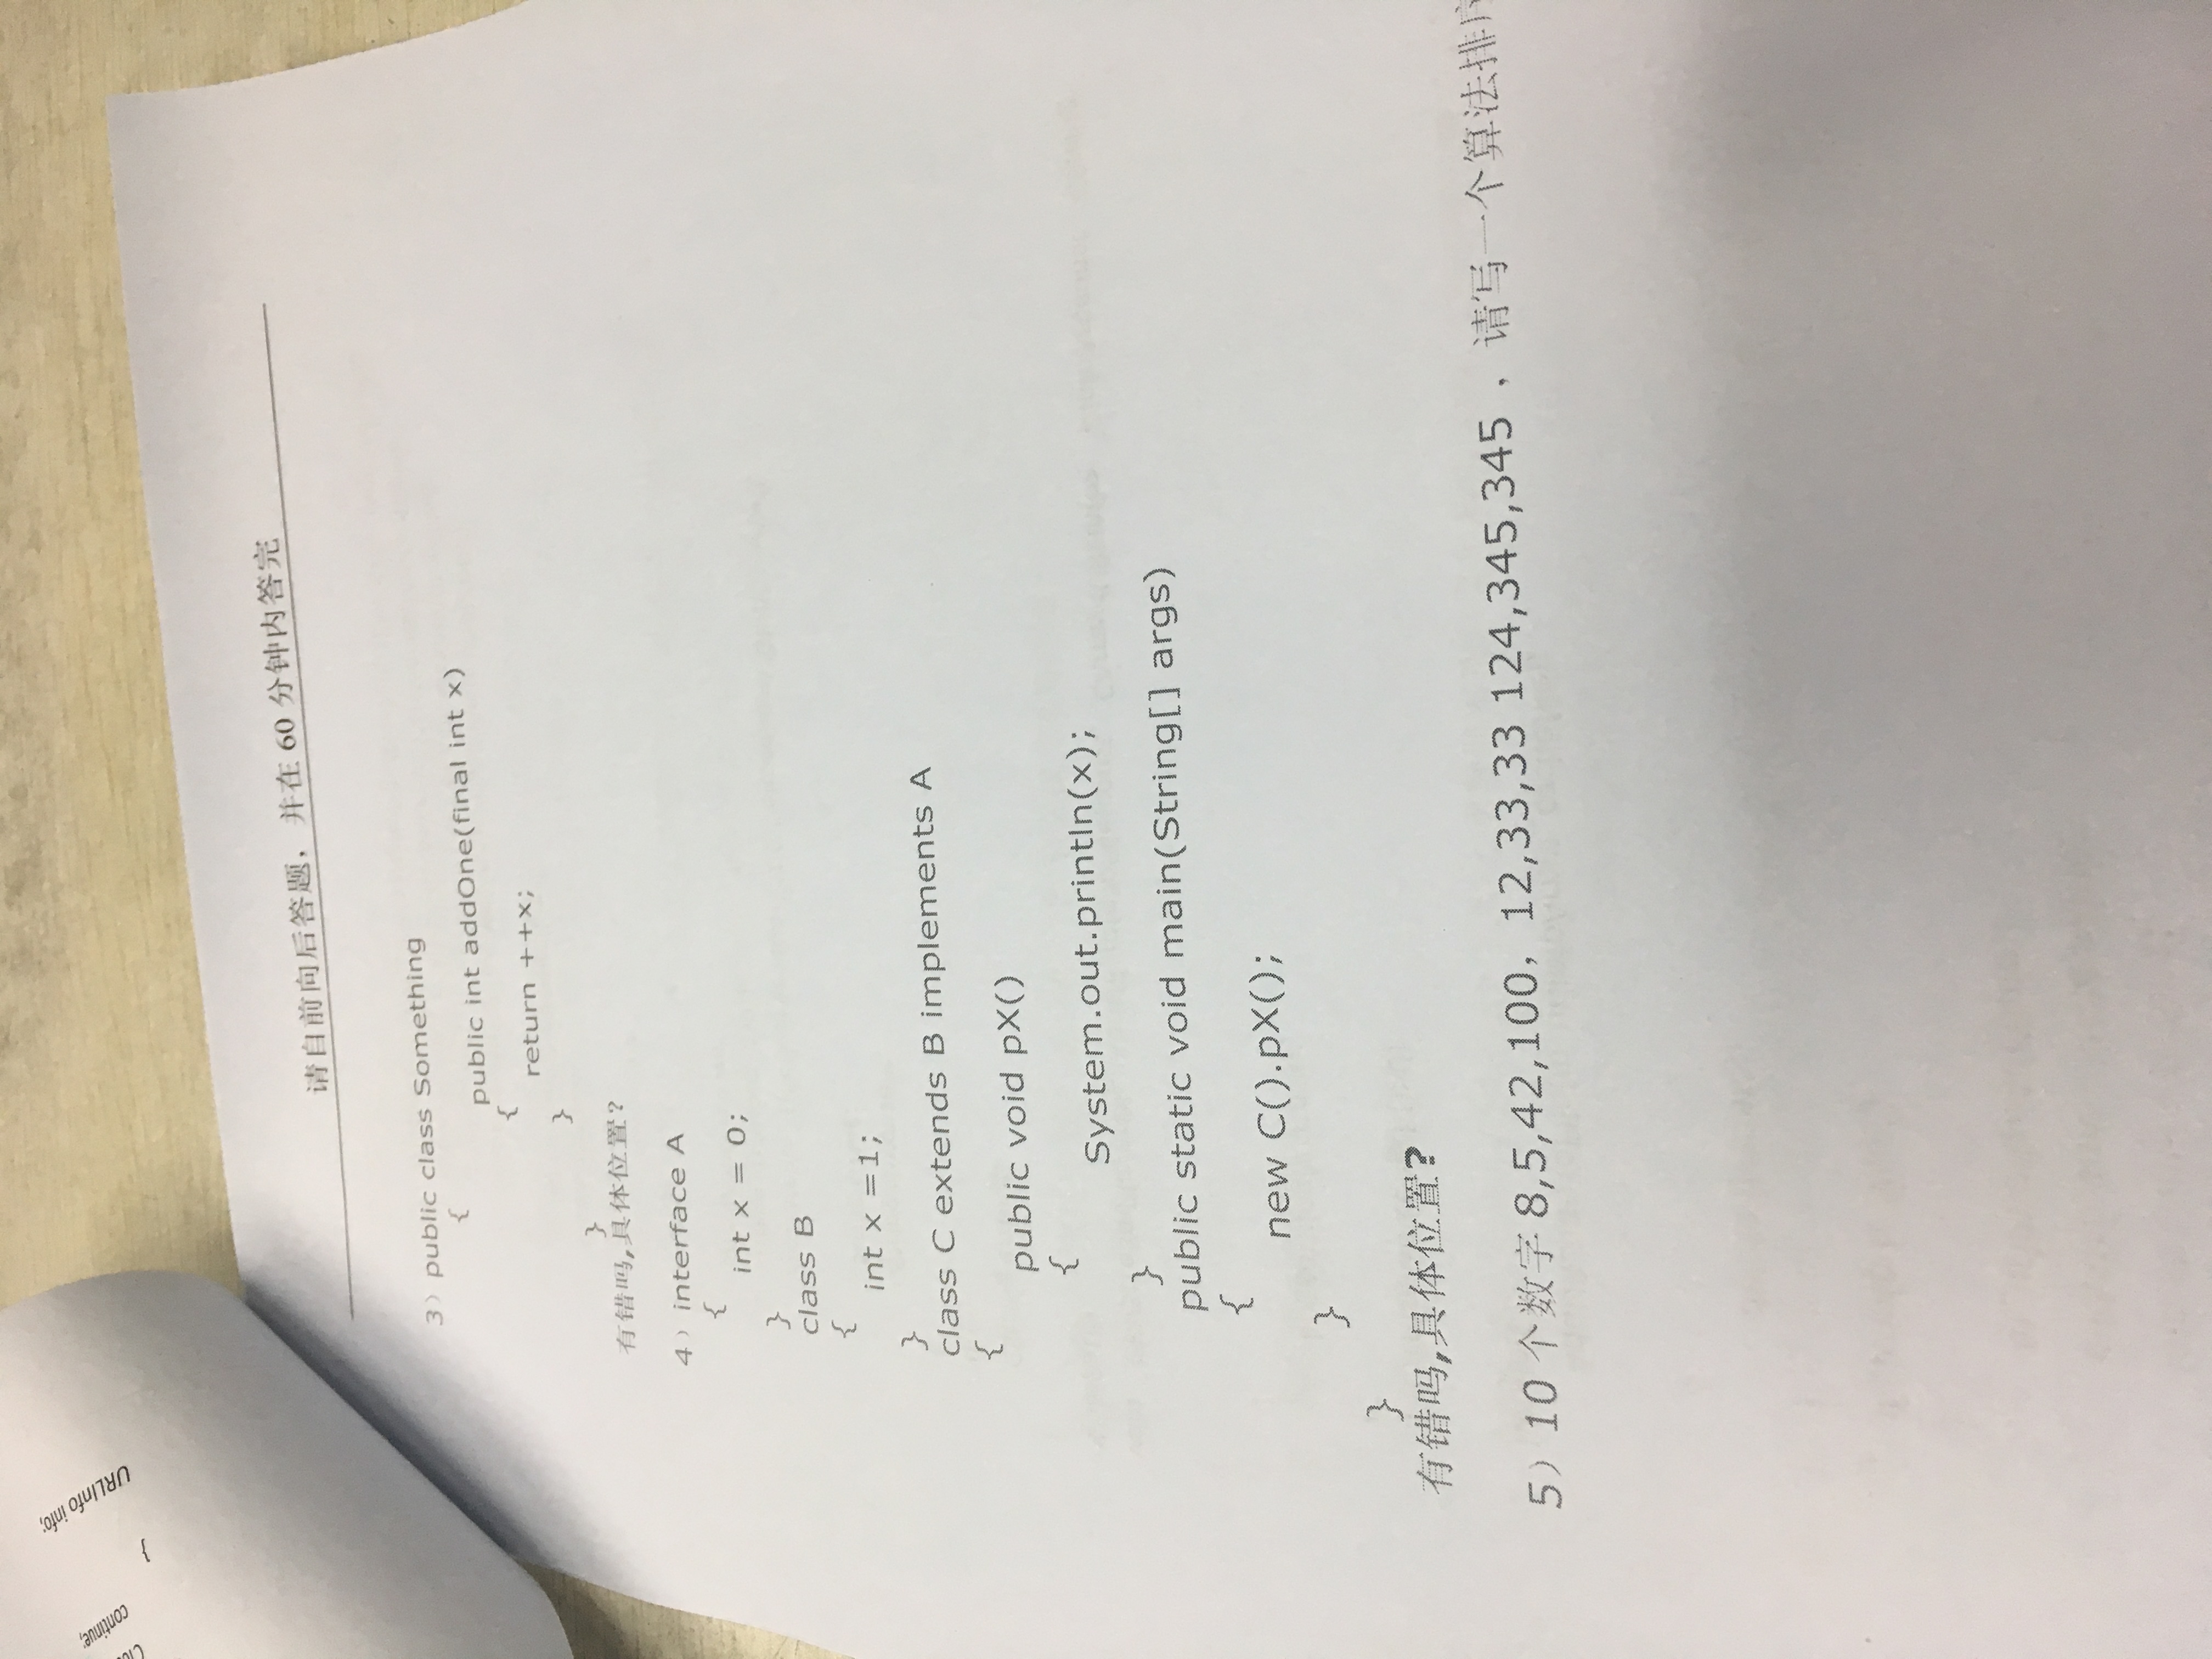 URLInfo info;
continue;
}
请自前向后答题，并在 60 分钟内答完
3）public class Something
{
public int addOne(final int x)
{
return ++x;
}
}
有错吗,具体位置?
4）interface A
{
int x = 0;
}
class B
{
int x =1;
}
class C extends B implements A
{
public void pX()
{
System.out.println(x);
}
public static void main(String[] args)
{
new C().pX();
}
}
有错吗,具体位置?
5）10 个数字 8,5,42,100，12,33,33 124,345,345 ，请写一个算法排序